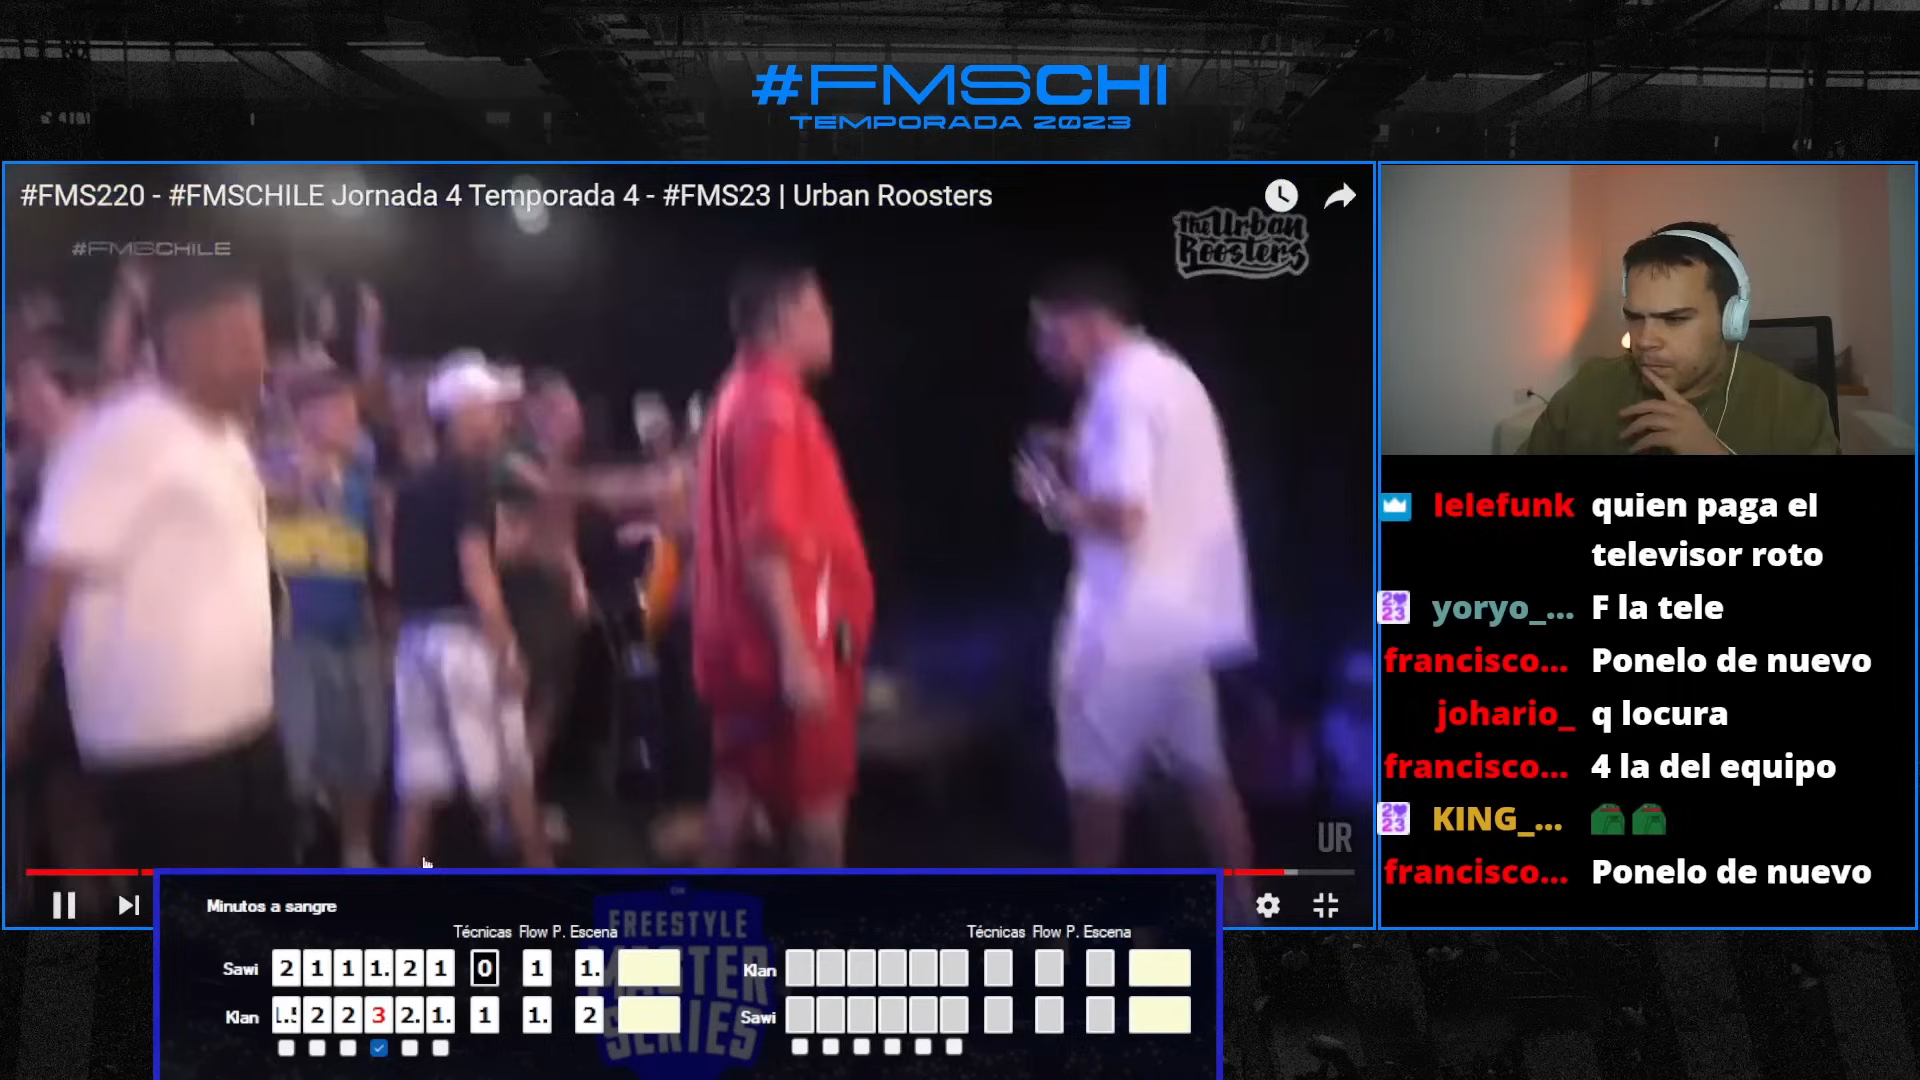 #FMSCHI
TEMPORADA 2023
#FMS220 - #FMSCHILE Jornada 4 Temporada 4 - #FMS23 | Urban Roosters
#FMSCHILE
the Urban
Roosters
UR
lelefunk quien paga el
televisor roto
yoryo_... F la tele
francisco... Ponelo de nuevo
johario_ q locura
francisco... 4 la del equipo
KING_...
francisco... Ponelo de nuevo
Minutos a sangre
FREESTYLE
MASTER
SERIES
Técnicas Flow P. Escena
Sawi 2 1 1 1. 2 1 0 1 1.
Klan 2 2 3 2. 1. 1 1. 2
Técnicas Flow P. Escena
Klan
Sawi